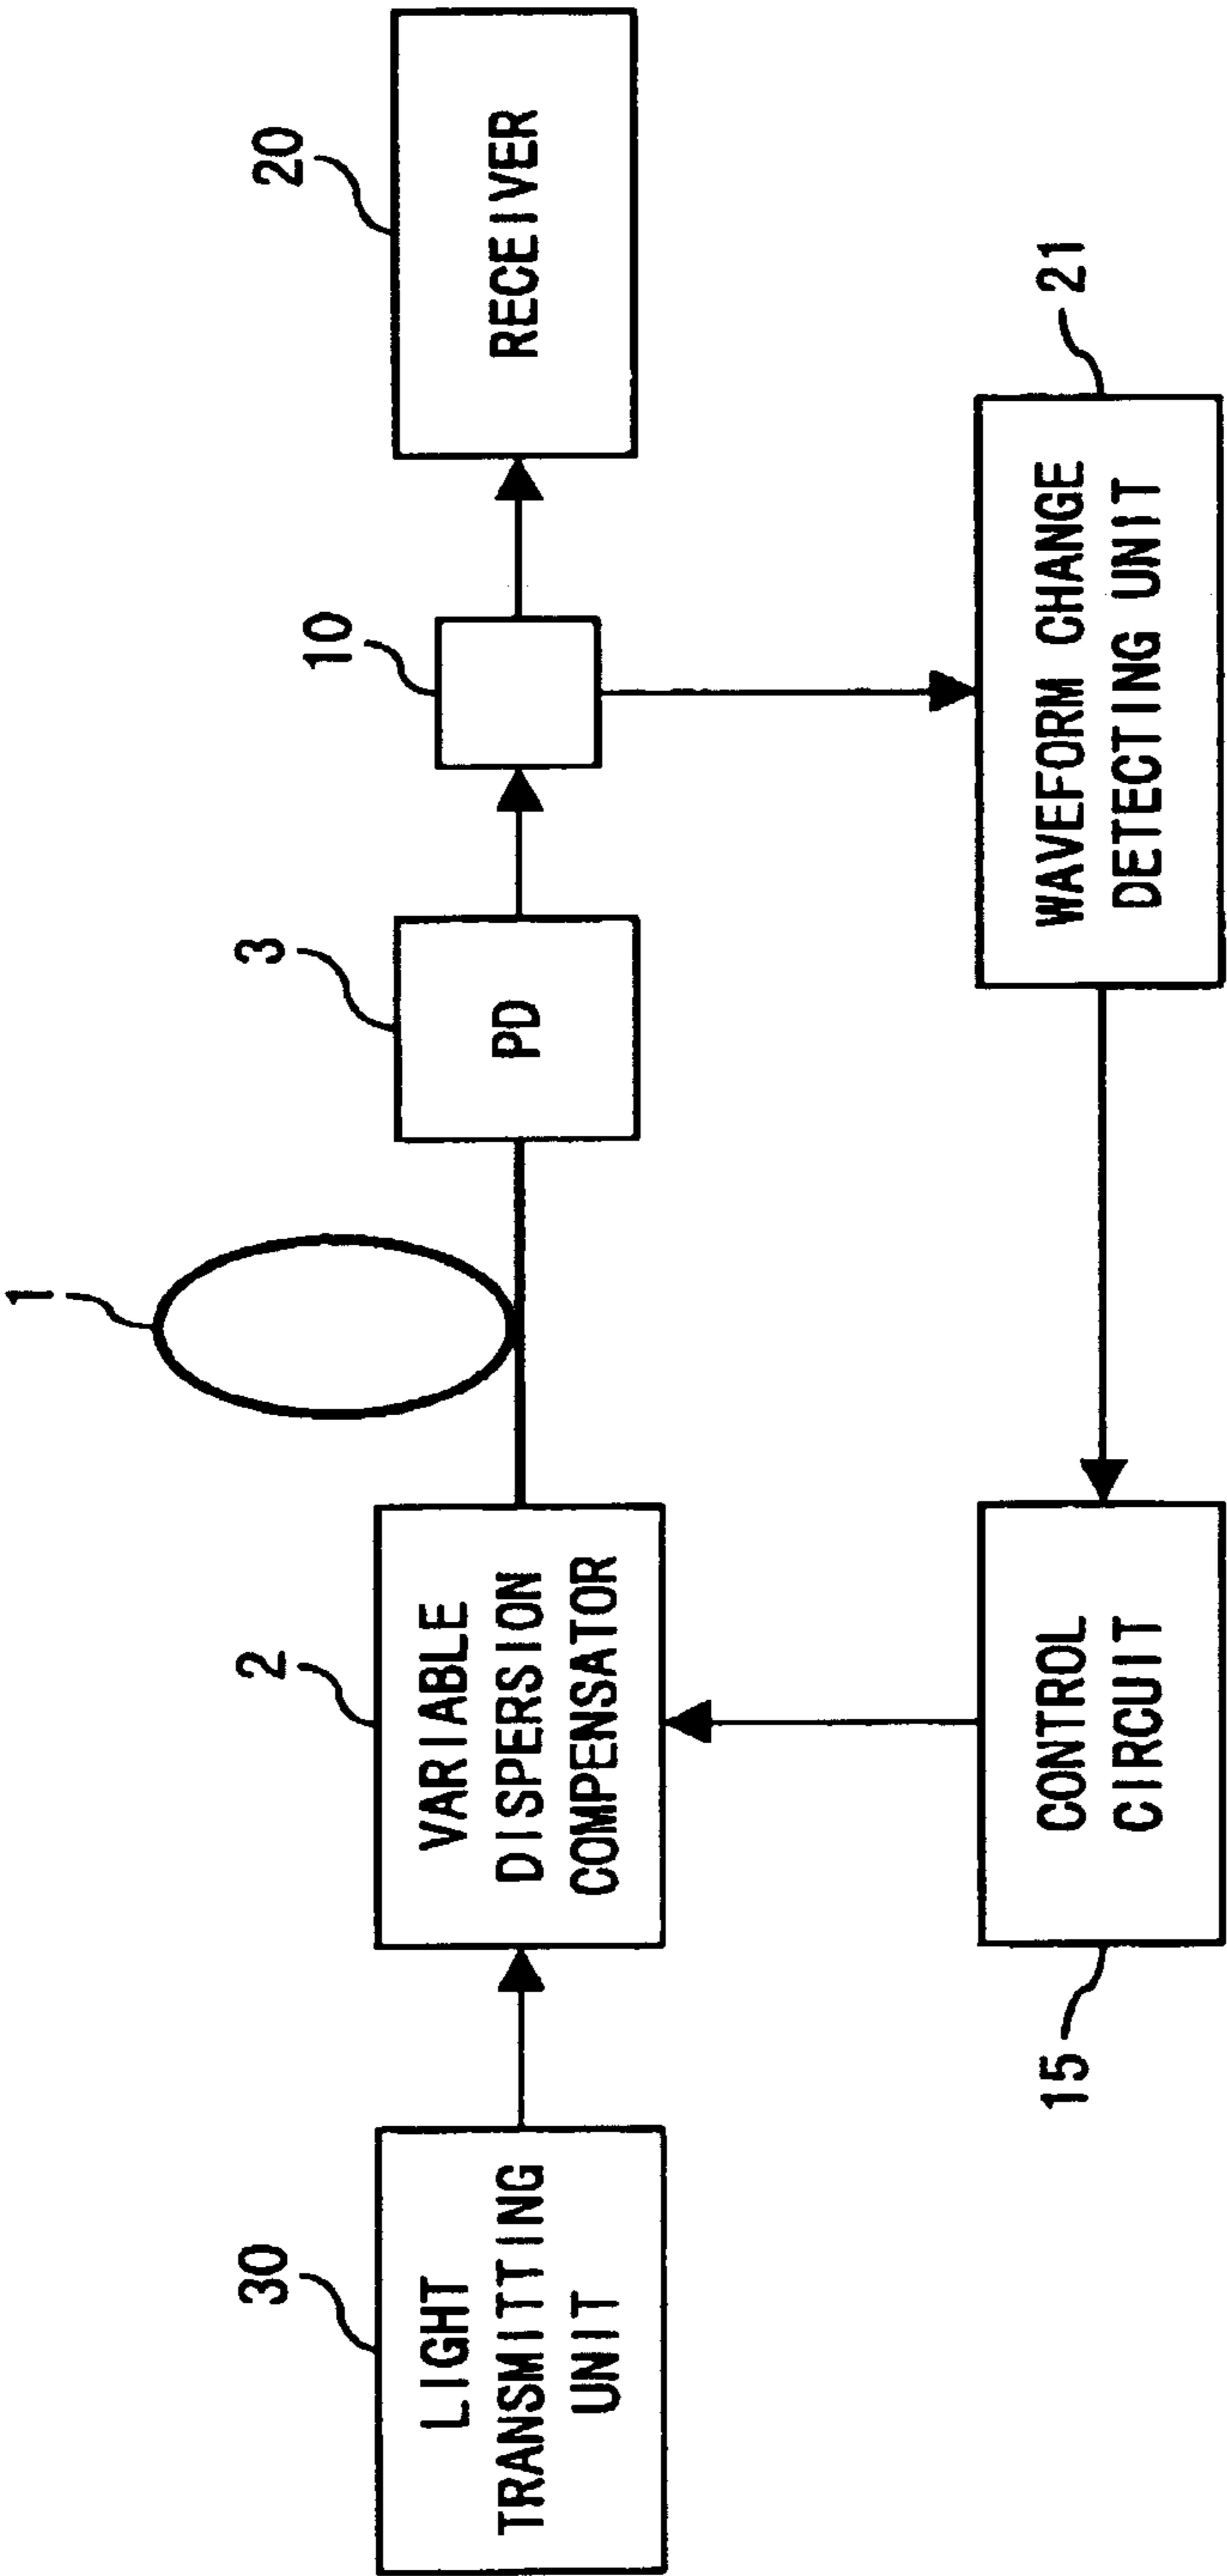 30
LIGHT
TRANSMITTING
UNIT
2
VARIABLE
DISPERSION
COMPENSATOR
1
3
PD
10
20
RECEIVER
15
CONTROL
CIRCUIT
WAVEFORM CHANGE
DETECTING UNIT
21